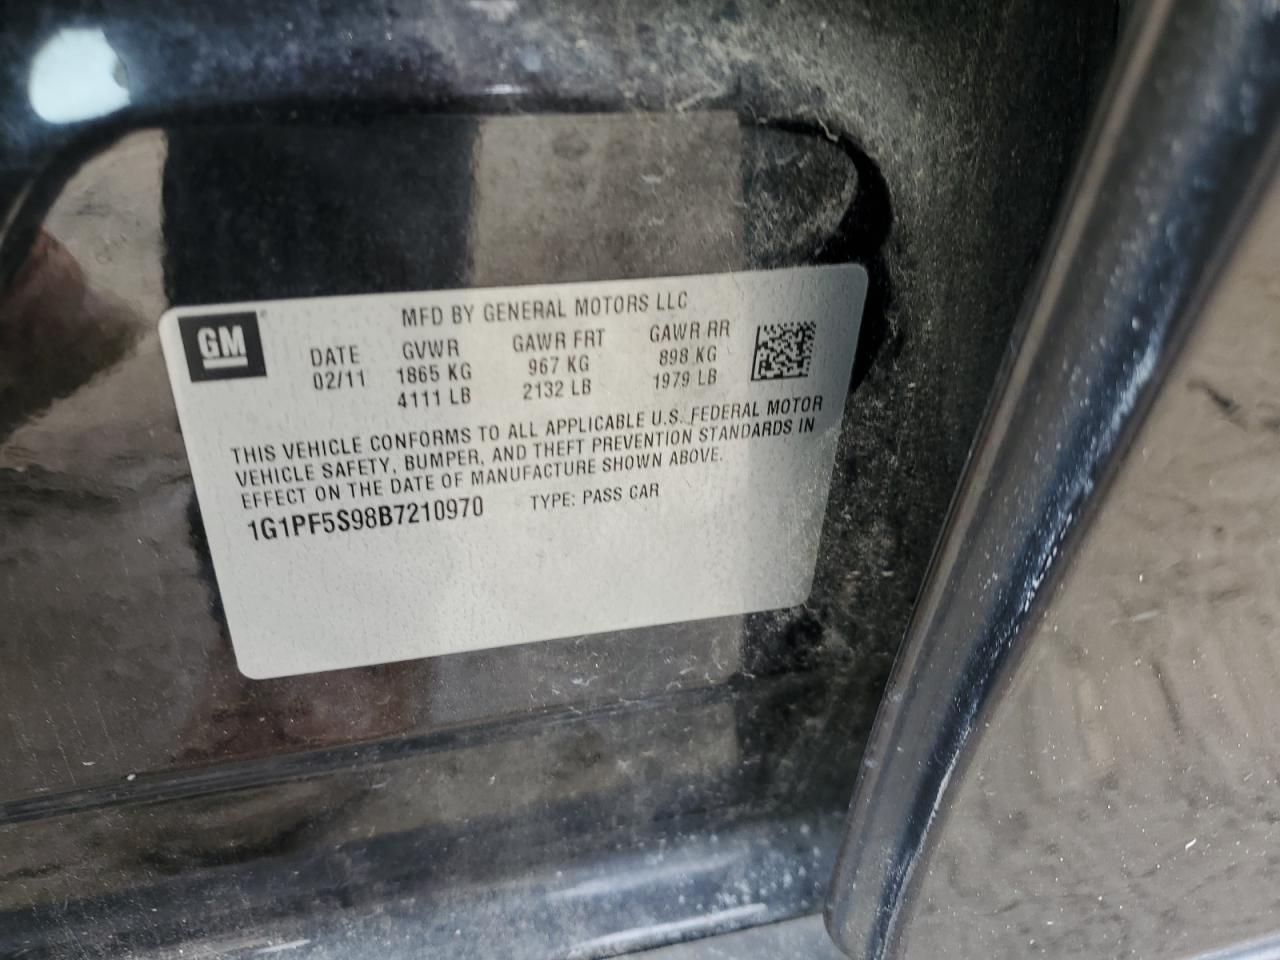 GM
MFD BY GENERAL MOTORS LLC
DATE GVWR GAWR FRT GAWR RR
02/11 1865 KG 967 KG 898 KG
4111 LB 2132 LB 1979 LB
THIS VEHICLE CONFORMS TO ALL APPLICABLE U.S. FEDERAL MOTOR
VEHICLE SAFETY, BUMPER, AND THEFT PREVENTION STANDARDS IN
EFFECT ON THE DATE OF MANUFACTURE SHOWN ABOVE.
1G1PF5S98B7210970 TYPE: PASS CAR